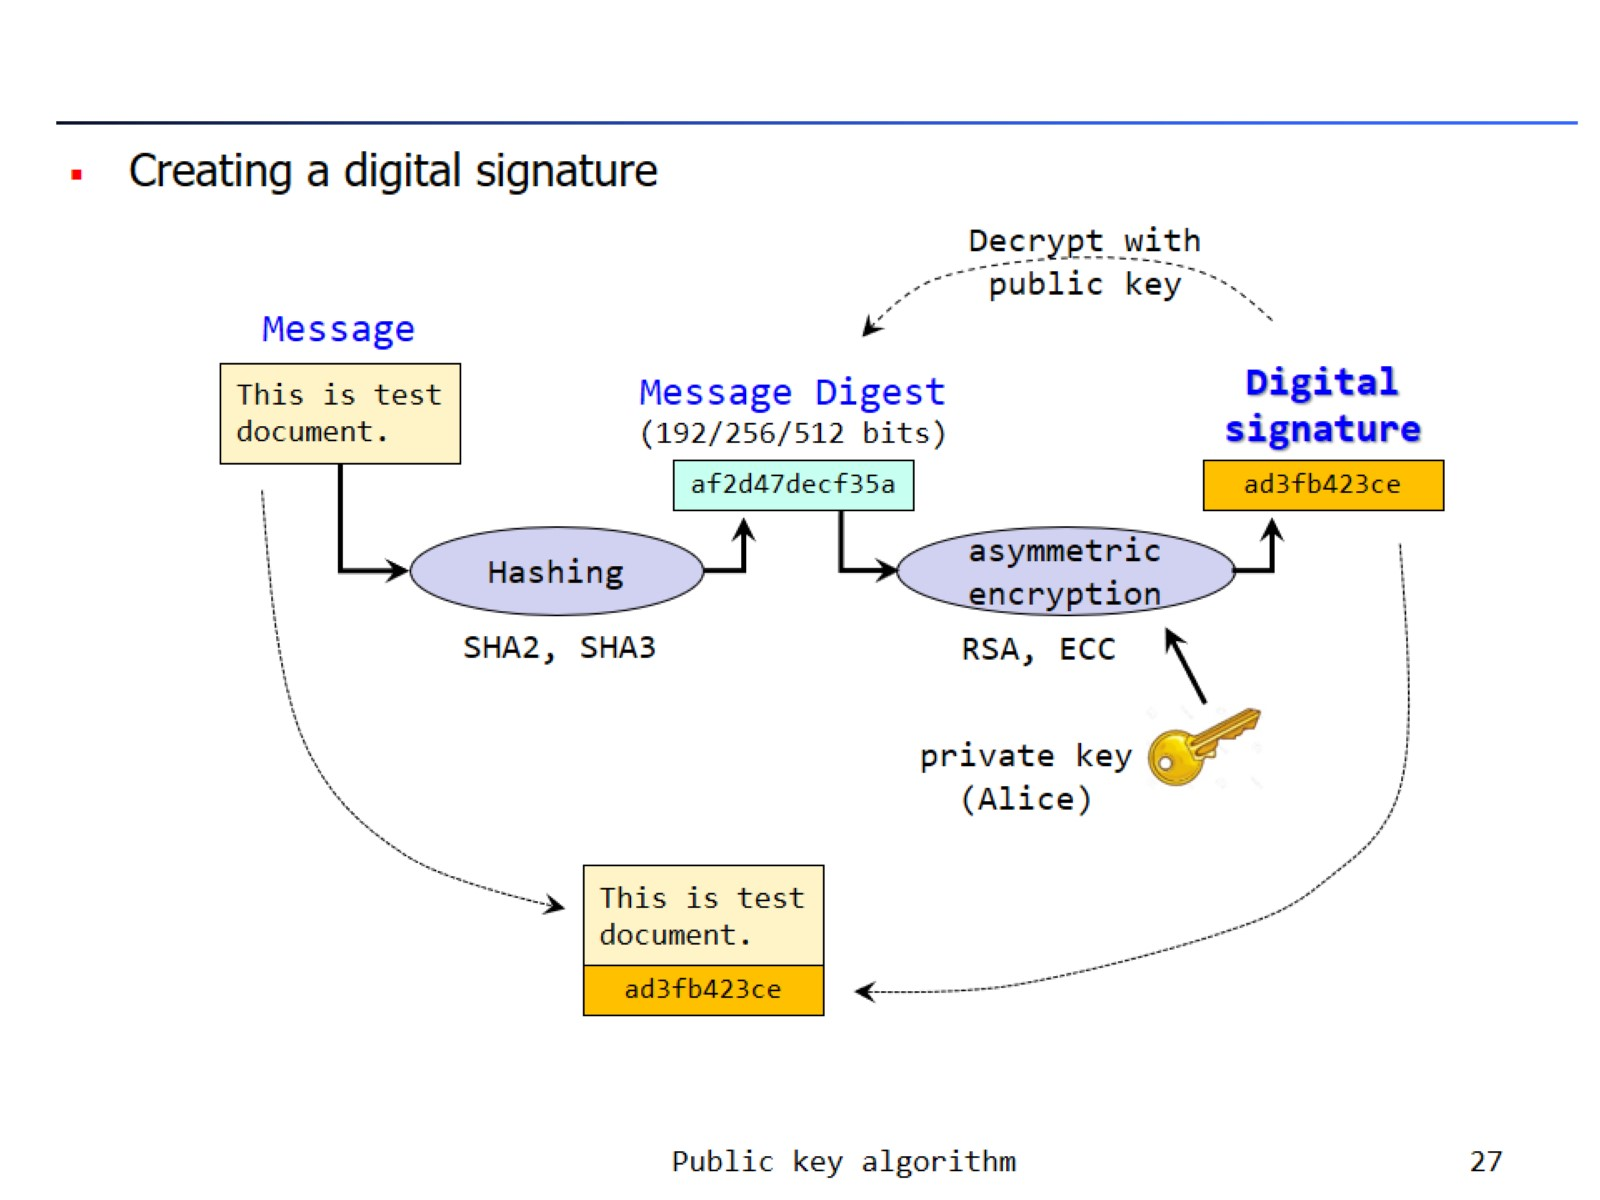 Creating a digital signature
Decrypt with
public key
Message
This is test
document.
Message Digest
(192/256/512 bits)
af2d47decf35a
Digital
signature
ad3fb423ce
Hashing
SHA2, SHA3
asymmetric
encryption
RSA, ECC
private key
(Alice)
This is test
document.
ad3fb423ce
Public key algorithm
27